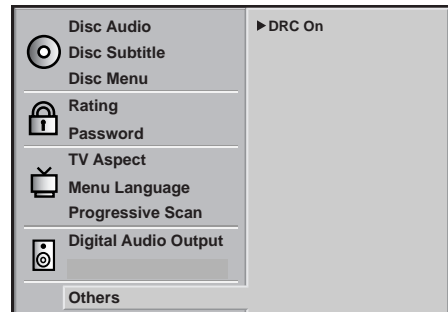 Disc Audio
Disc Subtitle
Disc Menu
Rating
Password
TV Aspect
Menu Language
Progressive Scan
Digital Audio Output
Others
DRC On